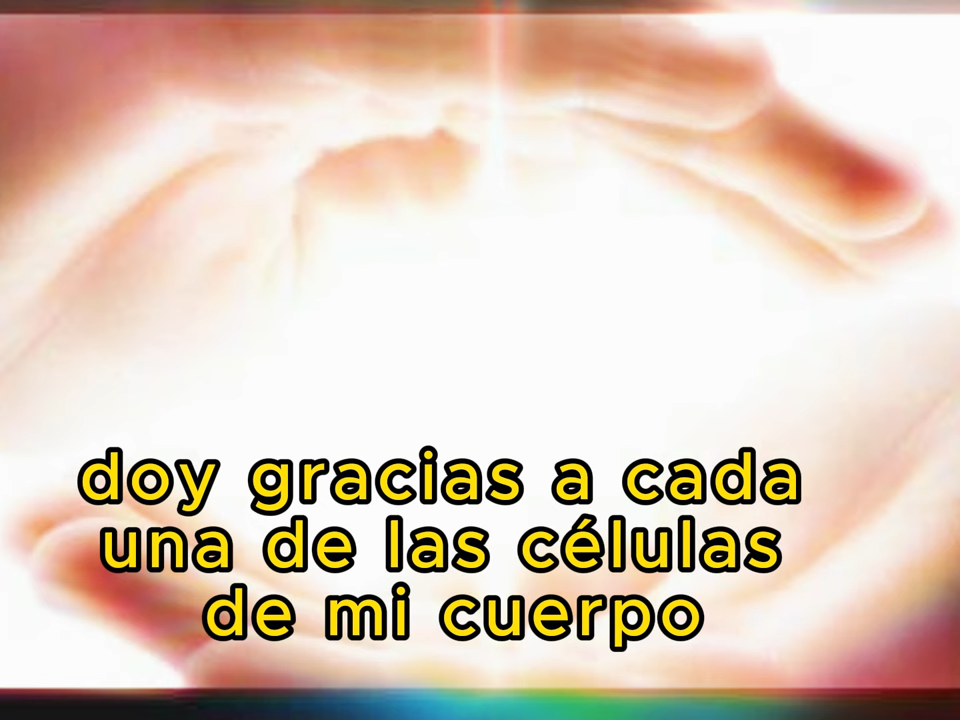 doy gracias a cada
una de las células
de mi cuerpo